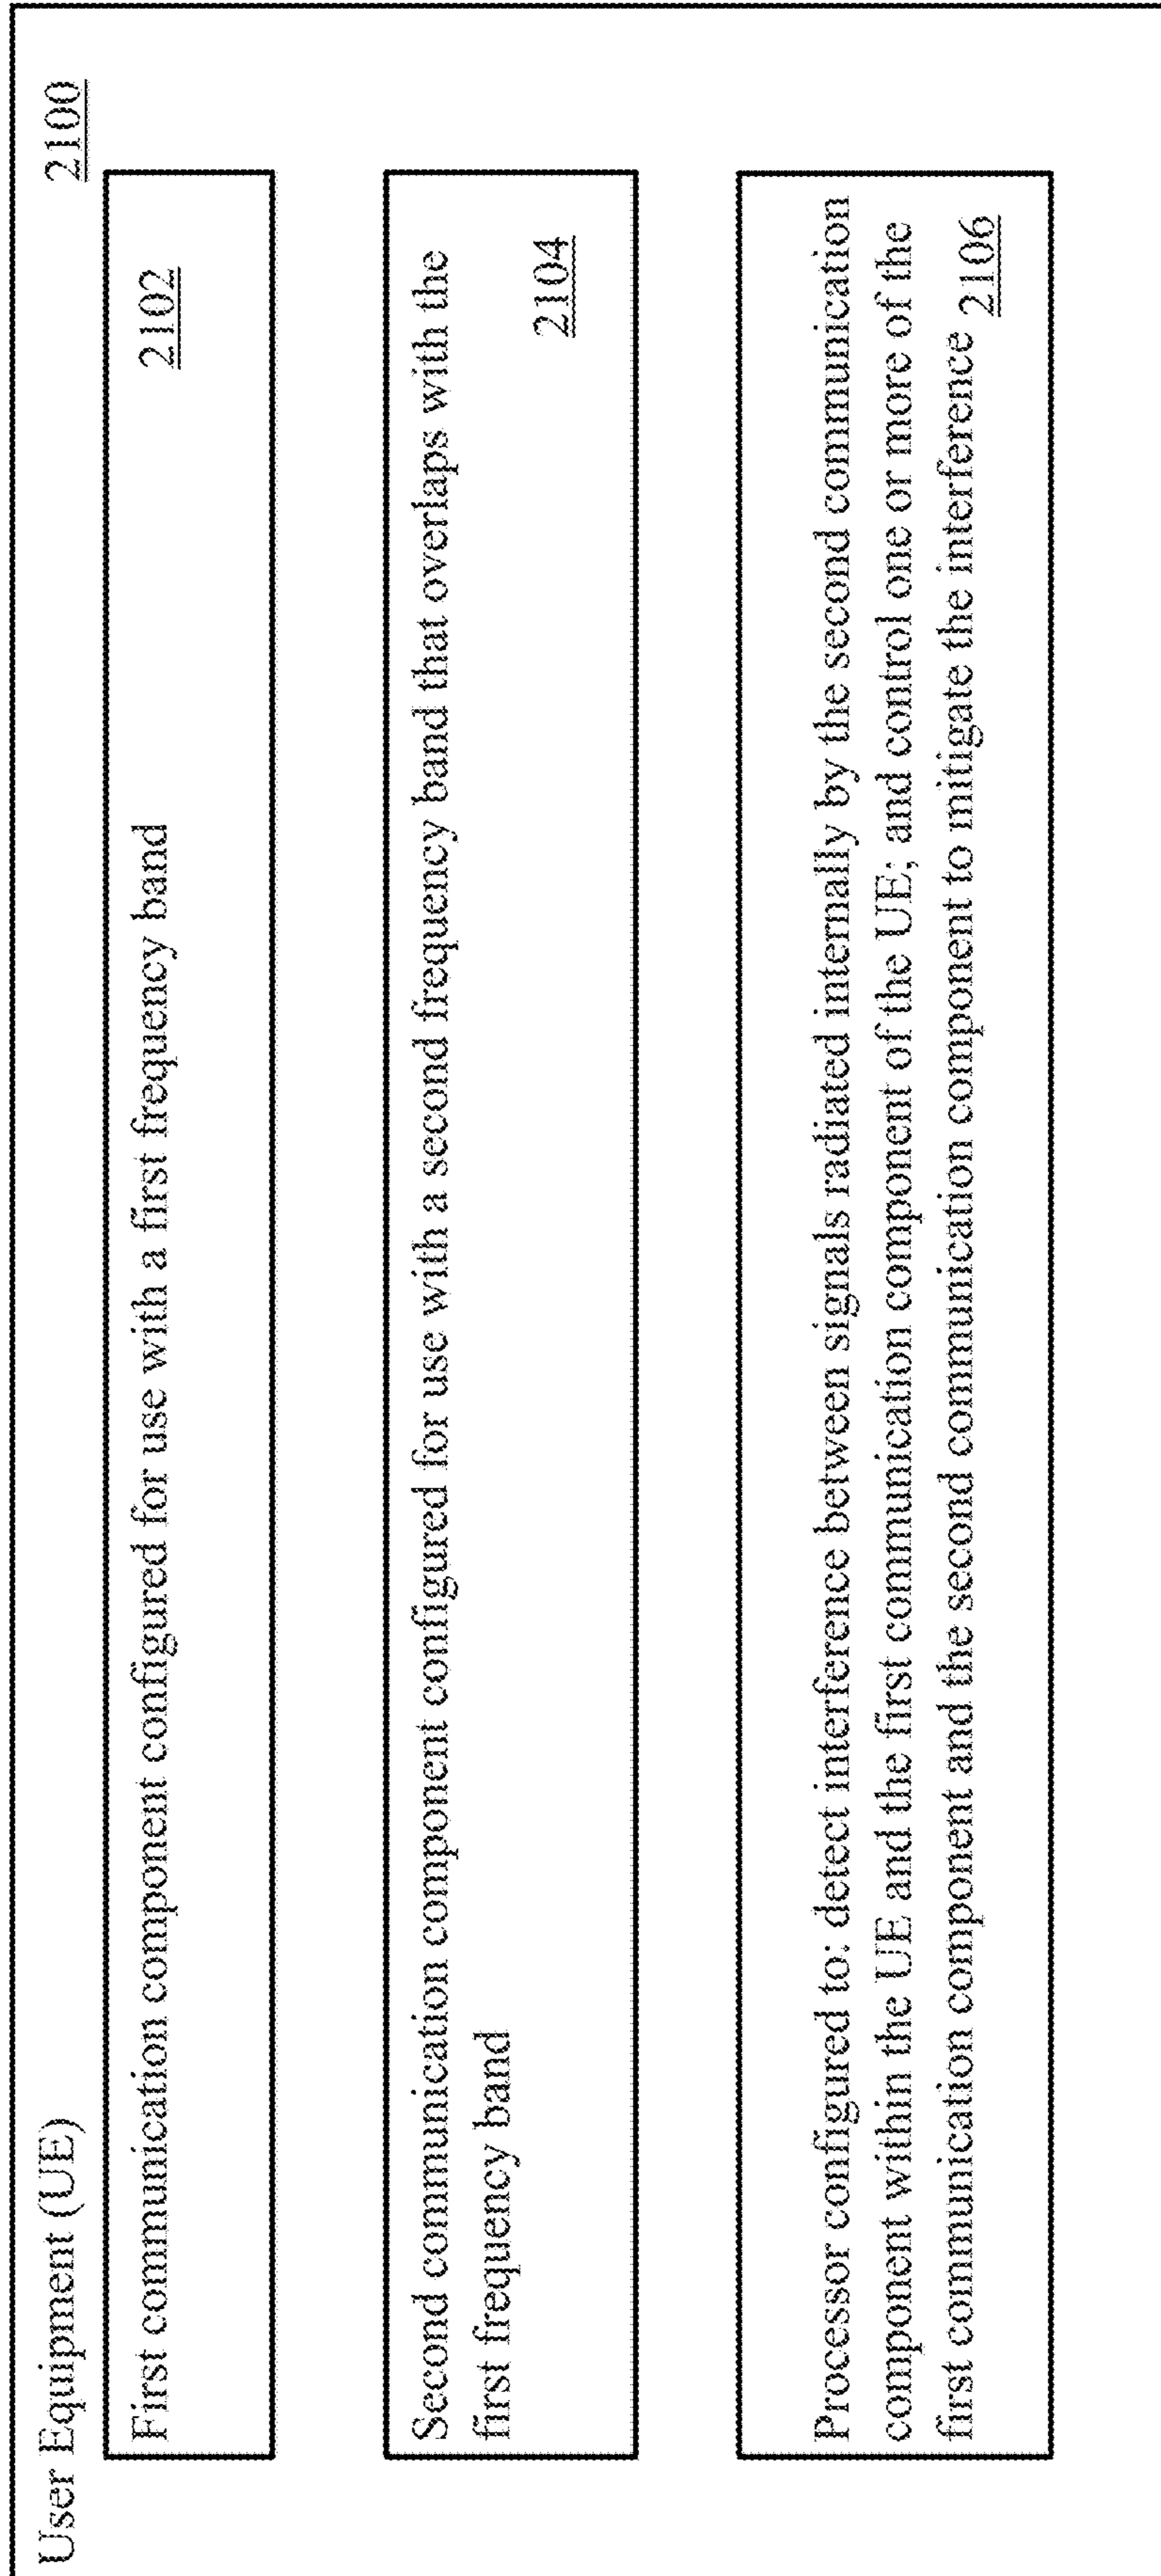 User Equipment (UE)
2100
First communication component configured for use with a first frequency band
2102
Second communication component configured for use with a second frequency band that overlaps with the
first frequency band
2104
Processor configured to: detect interference between signals radiated internally by the second communication
component within the UE and the first communication component of the UE; and control one or more of the
first communication component and the second communication component to mitigate the interference
2106